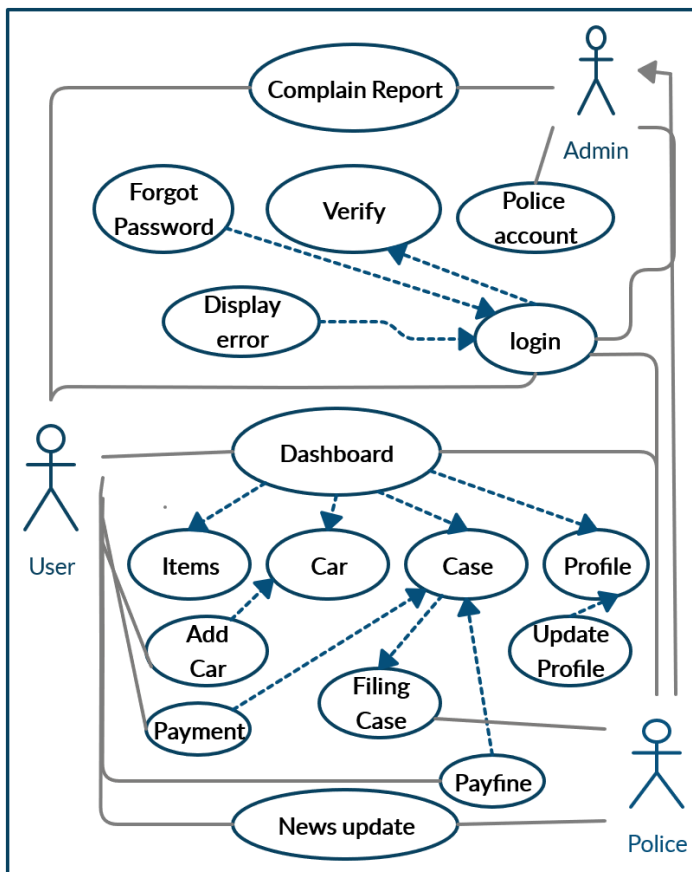 Complain Report
Admin
Forgot
Password
Verify
Police
account
Display
error
login
Dashboard
User
Items
Car
Case
Profile
Add
Car
Update
Profile
Filing
Case
Payment
Payfine
News update
Police